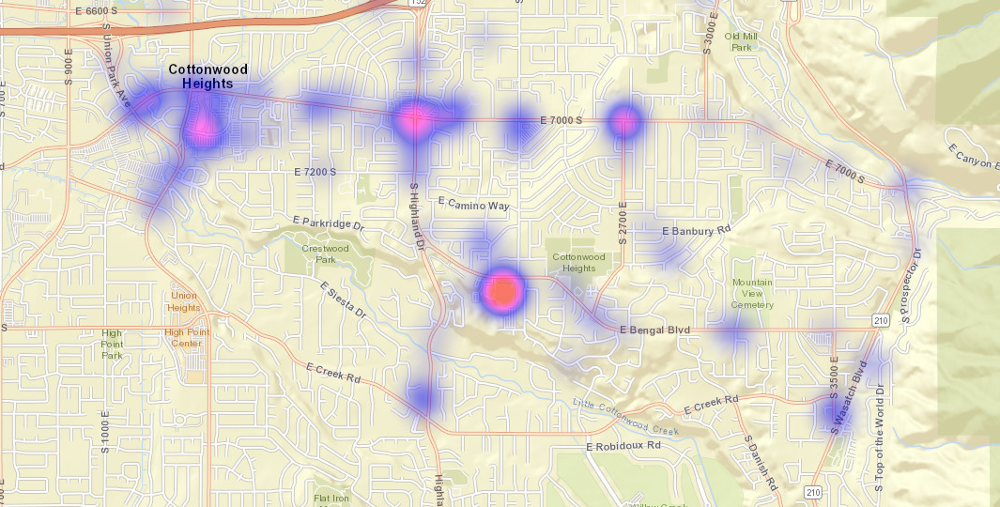 E 6600 S
152
S
S Union Park Ave
S 900 E
S 700 E
Cottonwood
Heights
Old Mill
Park
S 3000 E
E 7000 S
E Canyon E
E 7200 S
E 7000 S
S Highland Dr
E Camino Way
S 2700 E
E Parkridge Dr
E Banbury Rd
Crestwood
Park
Cottonwood
Heights
E Siesta Dr
Mountain
View
Cemetery
S Prospector Dr
Union
Heights
210
S
High
Point
Park
High Point
Center
E Bengal Blvd
E Creek Rd
S 3500 E
S Wasatch Blvd
S 1000 E
Little Cottonwood Creek
E Creek Rd
S Top of the World Dr
E Robidoux Rd
S Danish Rd
Highla
Flat Iron
210
Willow Creek